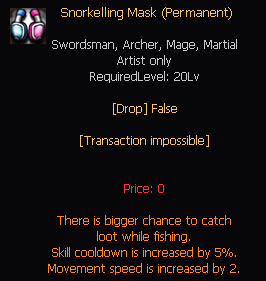 Snorkelling Mask (Permanent)
Swordsman, Archer, Mage, Martial
Artist only
RequiredLevel: 20Lv
[Drop] False
[Transaction impossible]
Price: 0
There is bigger chance to catch
loot while fishing.
Skill cooldown is increased by 5%.
Movement speed is increased by 2.